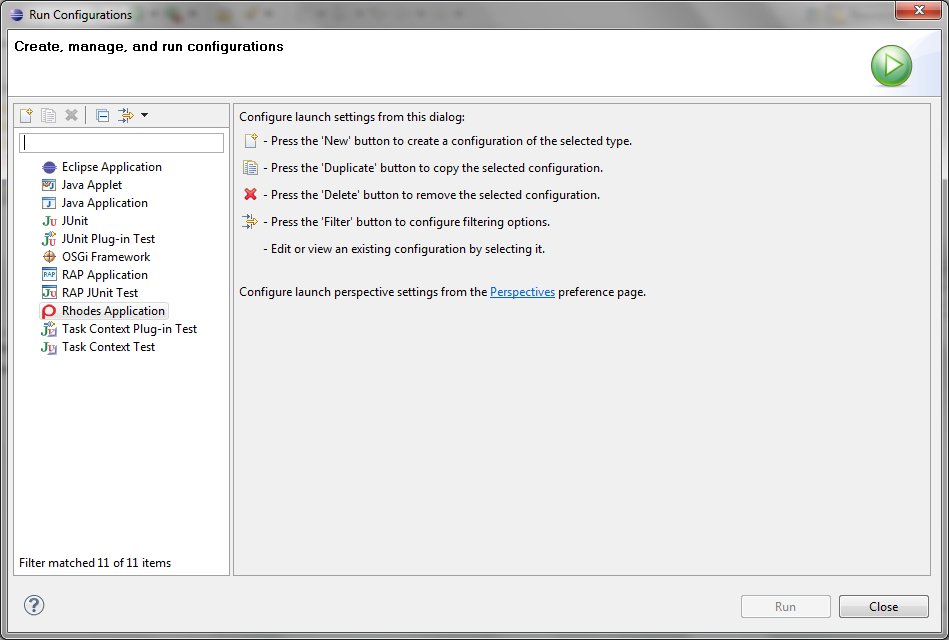 Run Configurations
Create, manage, and run configurations
Eclipse Application
Java Applet
Java Application
JUnit
JUnit Plug-in Test
OSGi Framework
RAP Application
RAP JUnit Test
Rhodes Application
Task Context Plug-in Test
Task Context Test
Filter matched 11 of 11 items
Configure launch settings from this dialog:
- Press the 'New' button to create a configuration of the selected type.
- Press the 'Duplicate' button to copy the selected configuration.
- Press the 'Delete' button to remove the selected configuration.
- Press the 'Filter' button to configure filtering options.
- Edit or view an existing configuration by selecting it.
Configure launch perspective settings from the Perspectives preference page.
Run
Close